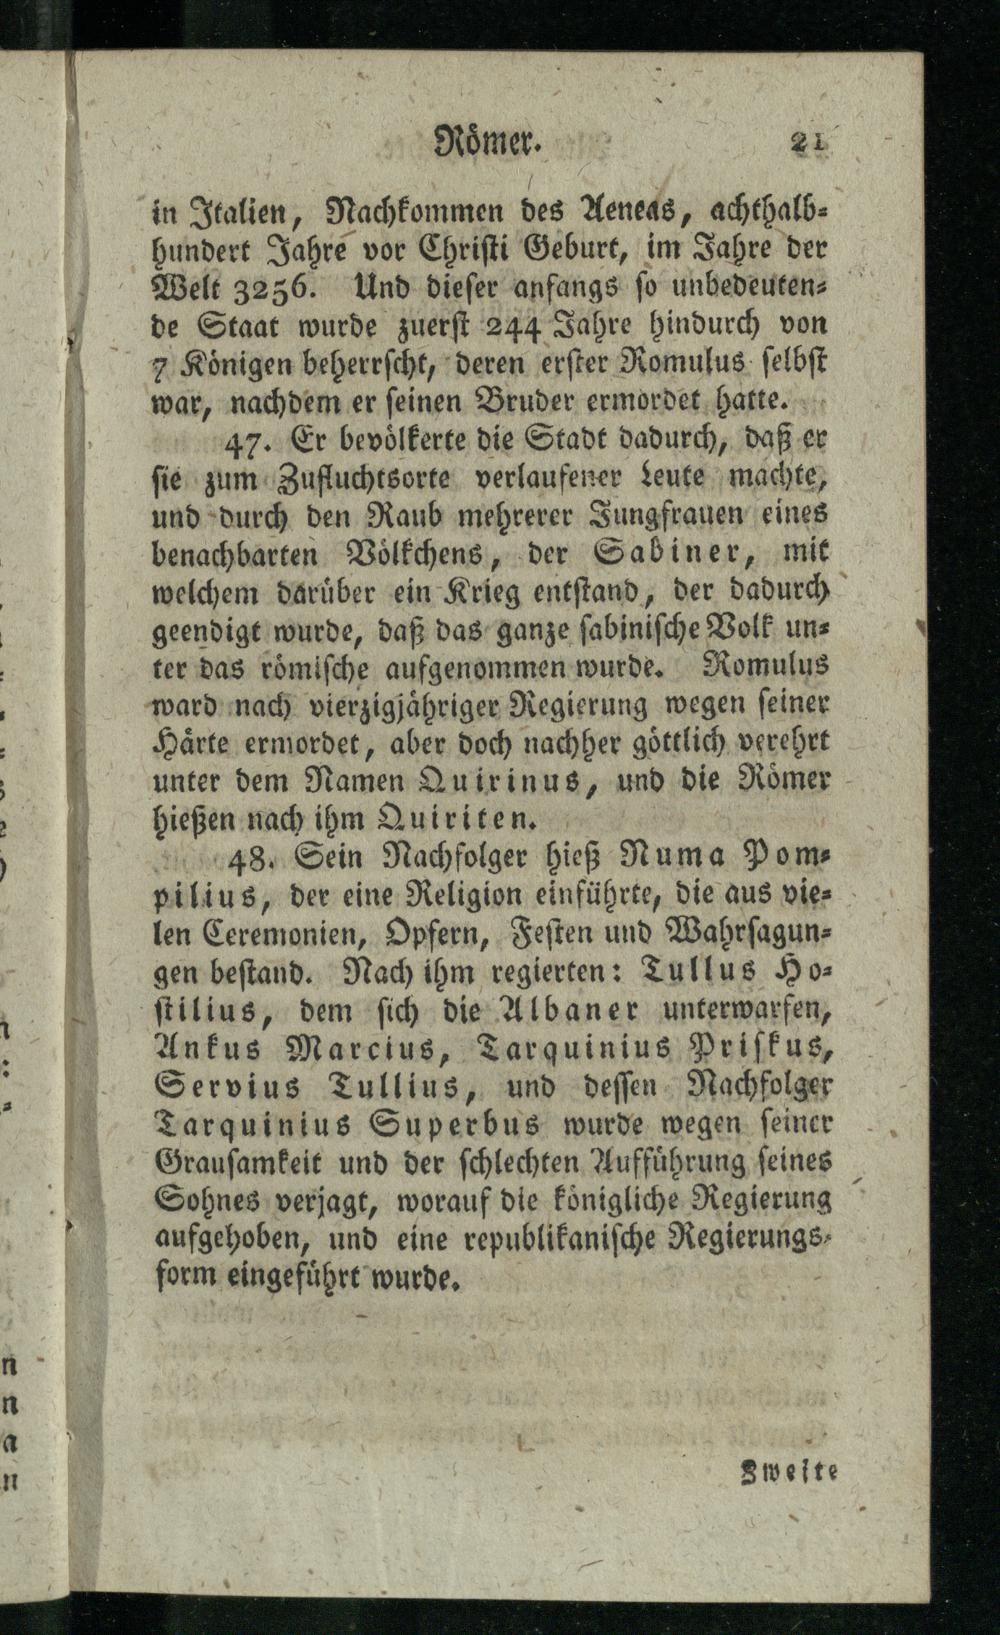 Römer. 21
in Italien, Nachkommen des Aeneas, achthalb-
hundert Jahre vor Christi Geburt, im Jahre der
Welt 3256. Und dieser anfangs so unbedeuten-
de Staat wurde zuerst 244 Jahre hindurch von
7 Königen beherrscht, deren erster Romulus selbst
war, nachdem er seinen Bruder ermordet hatte.
47. Er bevölkerte die Stadt dadurch, daß er
sie zum Zufluchtsorte verlaufener Leute machte,
und durch den Raub mehrerer Jungfrauen eines
benachbarten Völkchens, der Sabiner, mit
welchem darüber ein Krieg entstand, der dadurch
geendigt wurde, daß das ganze sabinische Volk un-
ter das römische aufgenommen wurde. Romulus
ward nach vierzigjähriger Regierung wegen seiner
Härte ermordet, aber doch nachher göttlich verehrt
unter dem Namen Quirinus, und die Römer
hießen nach ihm Quiriten.
48. Sein Nachfolger hieß Numa Pom-
pilius, der eine Religion einführte, die aus vie-
len Ceremonien, Opfern, Festen und Wahrsagun-
gen bestand. Nach ihm regierten: Tullus Ho-
stilius, dem sich die Albaner unterwarfen,
Ankus Marcius, Tarquinius Priskus,
Servius Tullius, und dessen Nachfolger
Tarquinius Superbus wurde wegen seiner
Grausamkeit und der schlechten Aufführung seines
Sohnes verjagt, worauf die königliche Regierung
aufgehoben, und eine republikanische Regierungs-
form eingeführt wurde.
Zweite